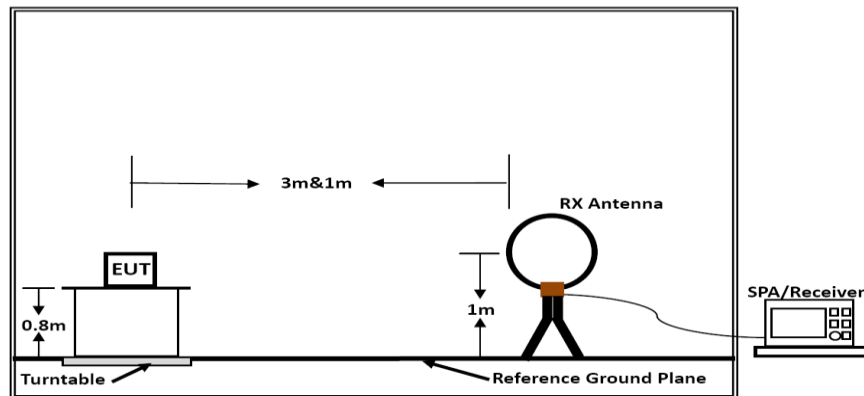 3m&1m
RX Antenna
EUT
SPA/Receiver
0.8m
1m
Turntable
Reference Ground Plane